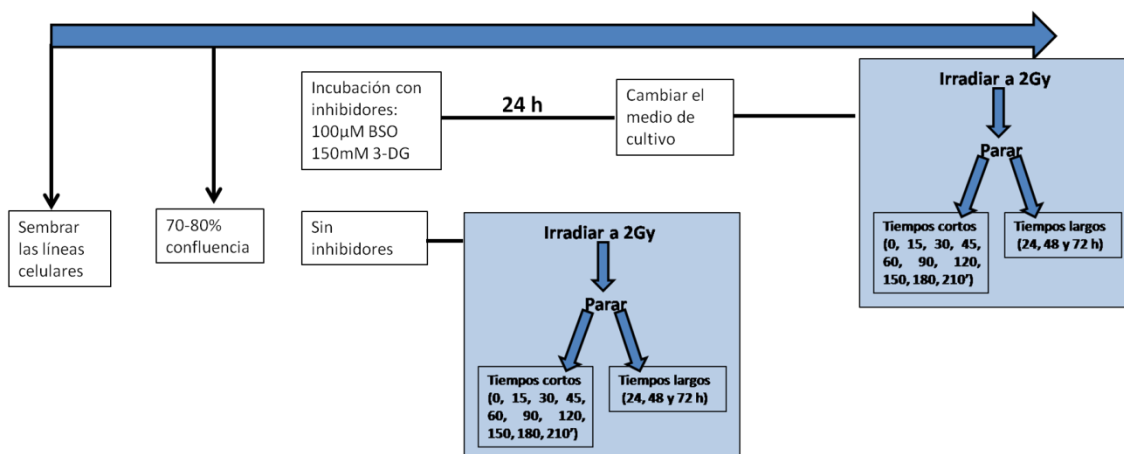 Sembrar
las líneas
celulares
70-80%
confluencia
Incubación con
inhibidores:
100µM BSO
150mM 3-DG
24 h
Cambiar el
medio de
cultivo
Irradiar a 2Gy
Parar
Tiempos cortos
(0, 15, 30, 45,
60, 90, 120,
150, 180, 210’)
Tiempos largos
(24, 48 y 72 h)
Sin
inhibidores
Irradiar a 2Gy
Parar
Tiempos cortos
(0, 15, 30, 45,
60, 90, 120,
150, 180, 210’)
Tiempos largos
(24, 48 y 72 h)